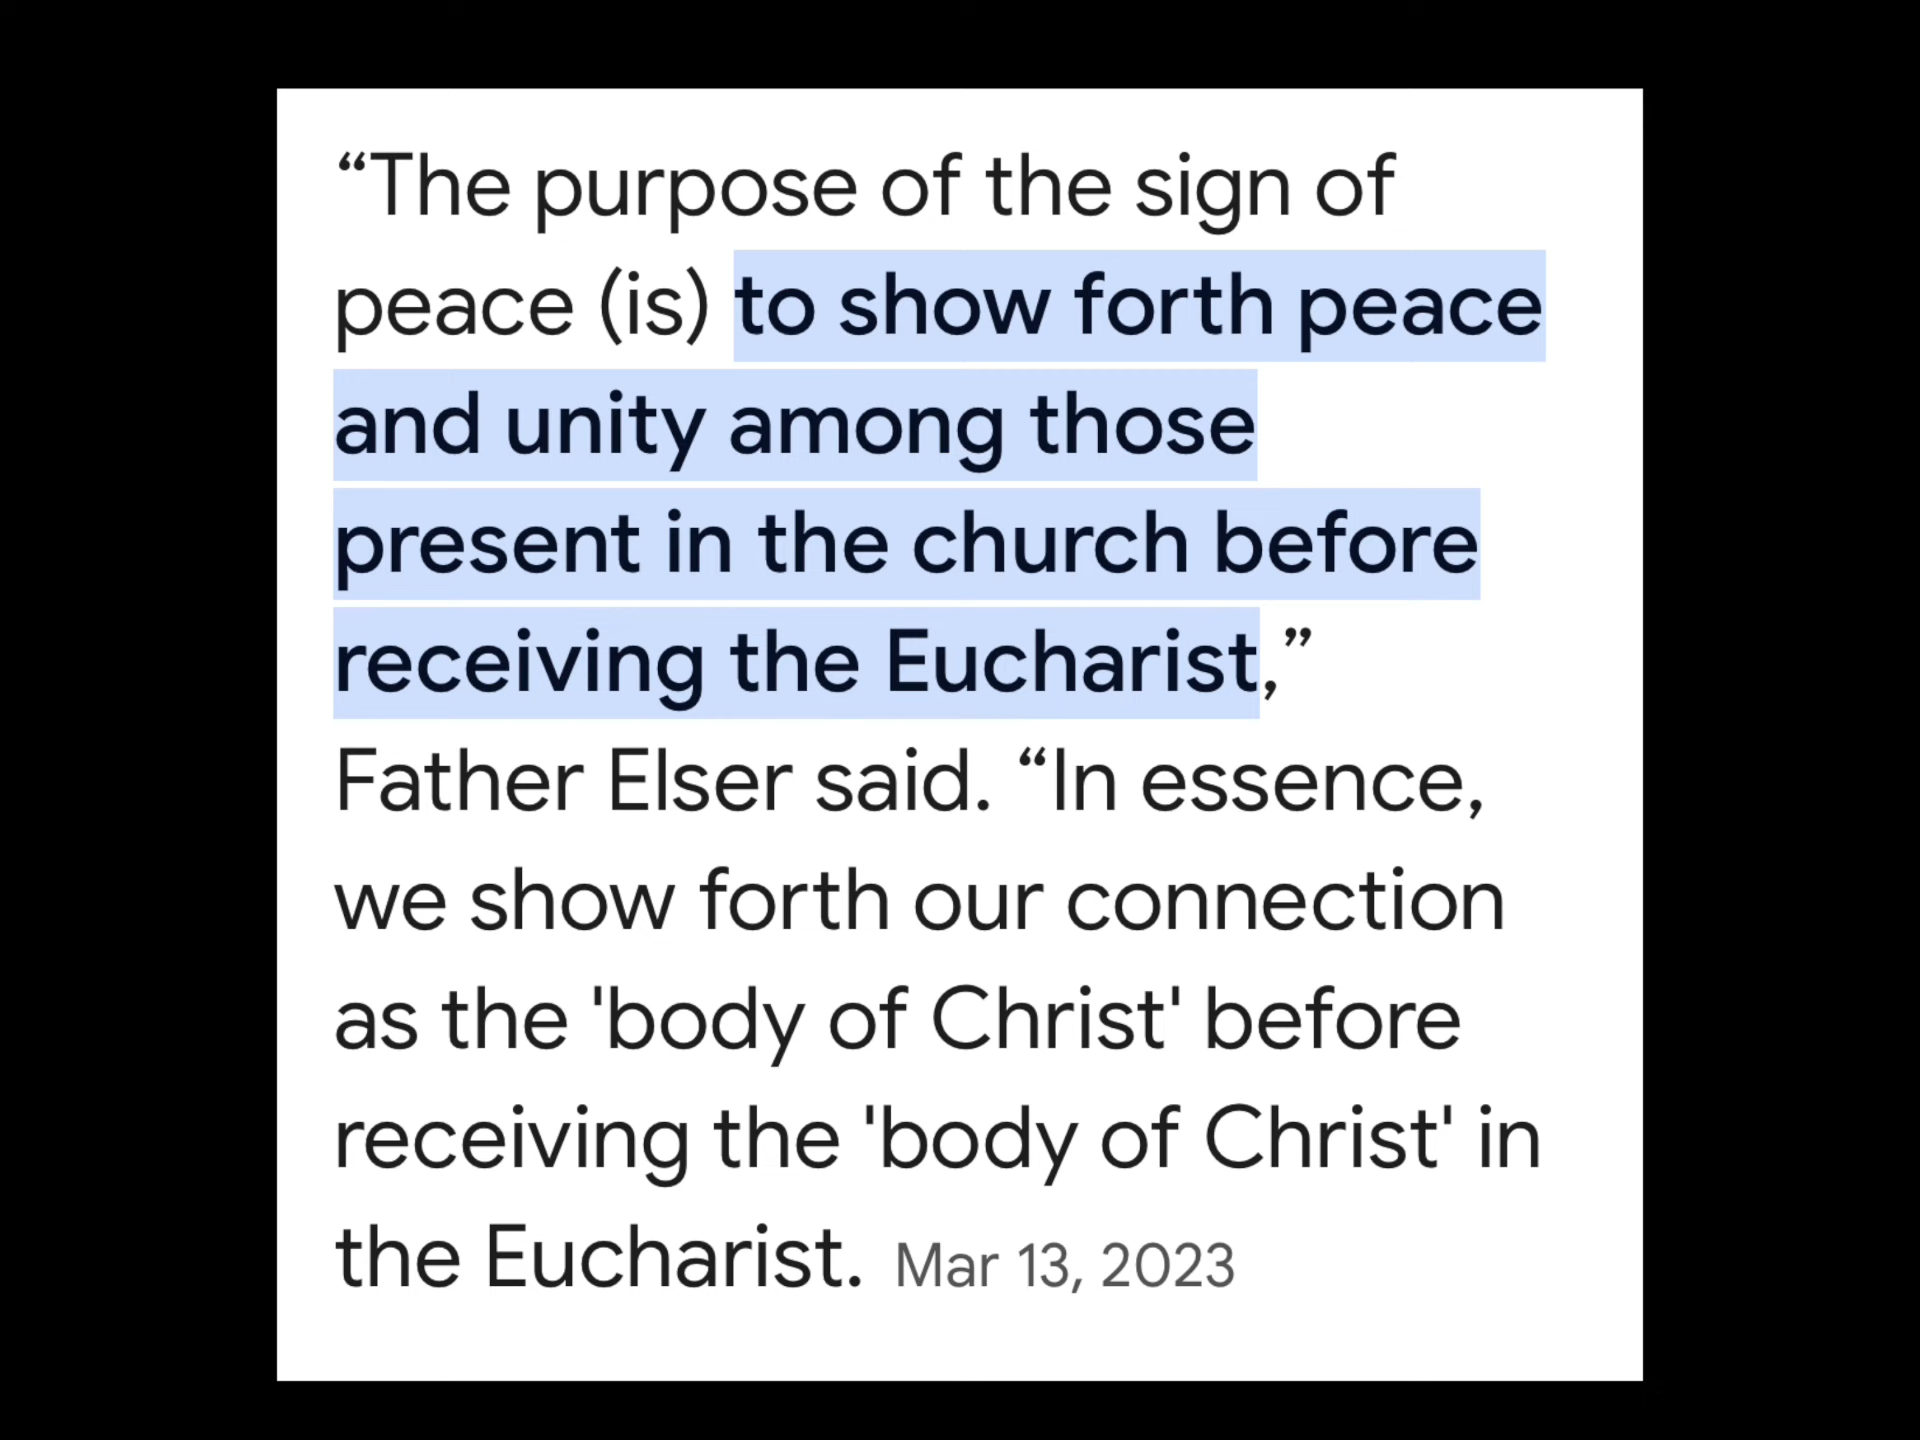 “The purpose of the sign of
peace (is) to show forth peace
and unity among those
present in the church before
receiving the Eucharist,”
Father Elser said. “In essence,
we show forth our connection
as the 'body of Christ' before
receiving the 'body of Christ' in
the Eucharist. Mar 13, 2023